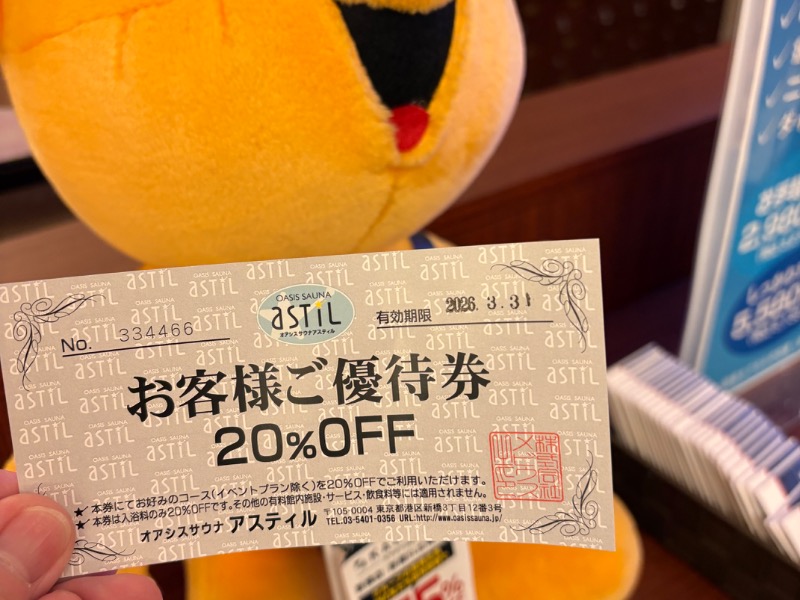 OASIS SAUNA
astil
オアシスサウナアスティル
No. 334466
有効期限 2026. 3. 31
お客様ご優待券
20%OFF
★ 本券にてお好みのコース(イベントプラン除く)を20%OFFでご利用いただけます。
★ 本券は入浴料のみ20%OFFです。その他の有料館内施設・サービス・飲食料等には適用されません。
オアシスサウナ アスティル
〒105-0004 東京都港区新橋3丁目12番3号
TEL.03-5401-0356 URL:http://www.oasissauna.jp/